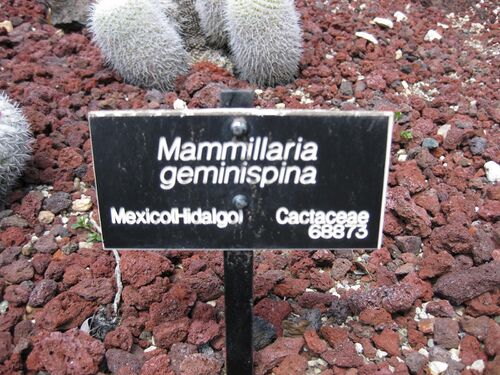 Mammillaria
geminispina
Mexico(Hidalgo) Cactaceae
68873